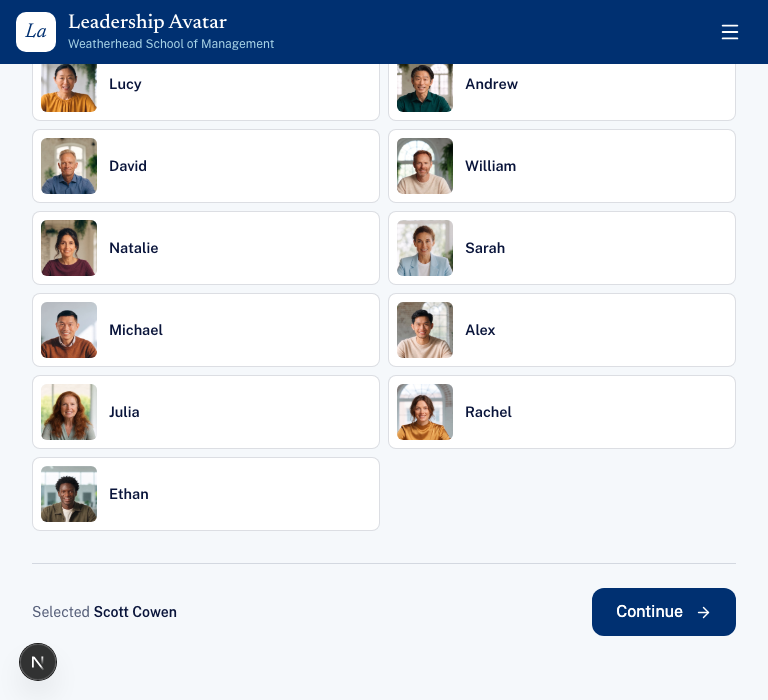 La
Leadership Avatar
Weatherhead School of Management
Lucy
Andrew
David
William
Natalie
Sarah
Michael
Alex
Julia
Rachel
Ethan
Selected Scott Cowen
Continue
N